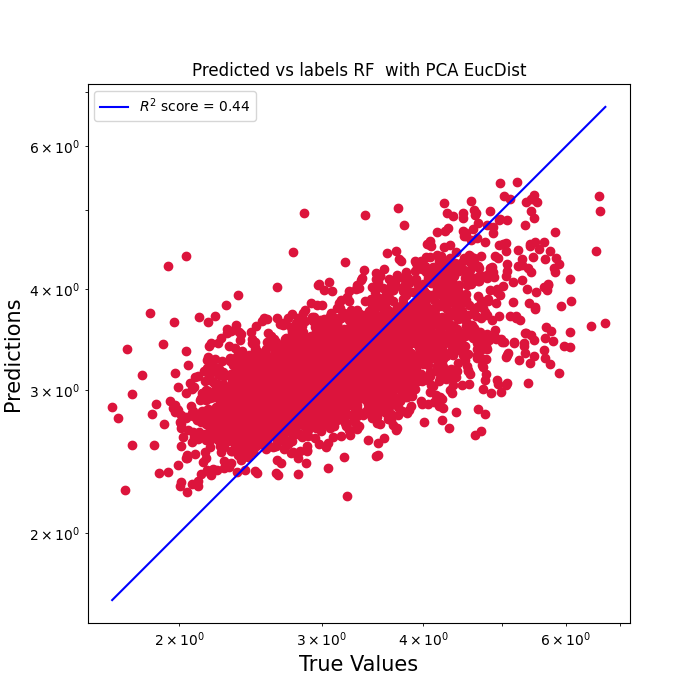 Predicted vs labels RF  with PCA EucDist
R² score = 0.44
Predictions
6 × 10⁰
4 × 10⁰
3 × 10⁰
2 × 10⁰
2 × 10⁰
3 × 10⁰
4 × 10⁰
6 × 10⁰
True Values